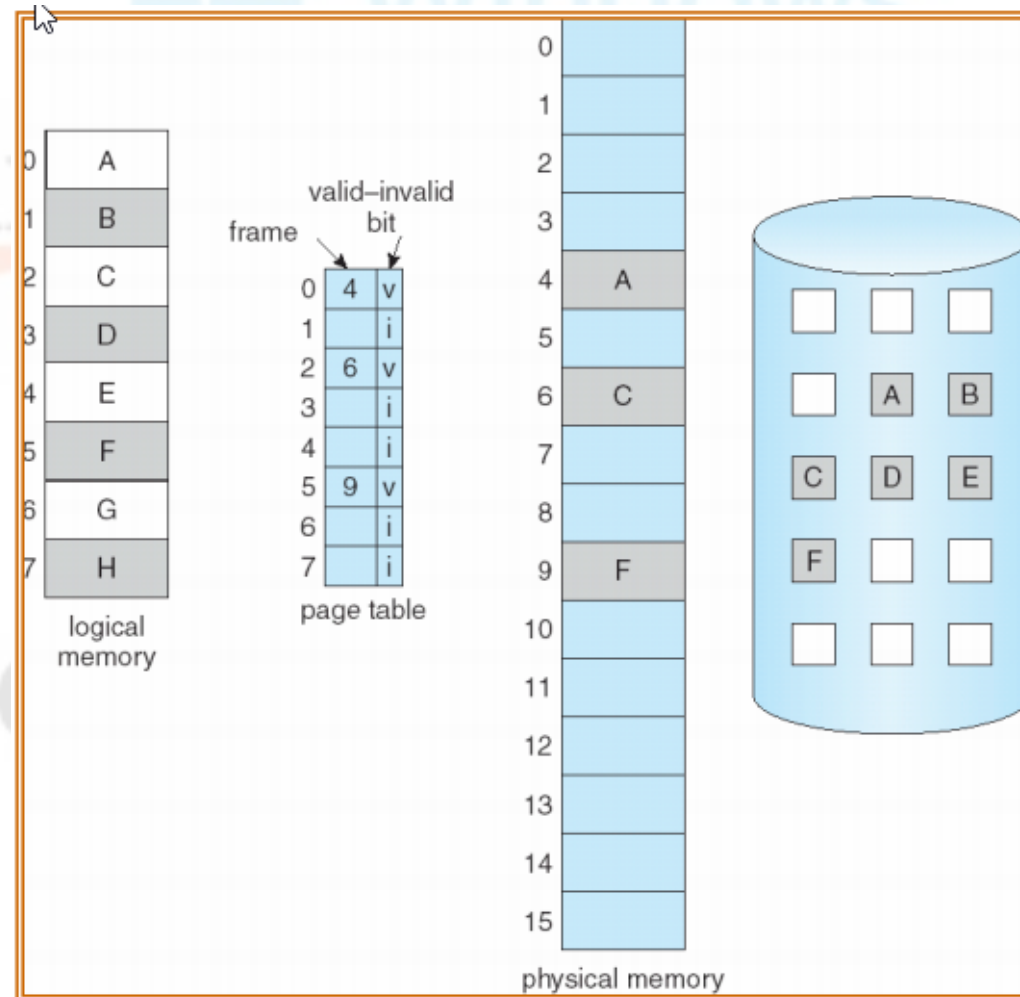 0 A
1 B
2 C
3 D
4 E
5 F
6 G
7 H
logical
memory
valid–invalid
bit
frame
0 4 v
1 i
2 6 v
3 i
4 i
5 9 v
6 i
7 i
page table
0
1
2
3
4 A
5
6 C
7
8
9 F
10
11
12
13
14
15
physical memory
A B
C D E
F